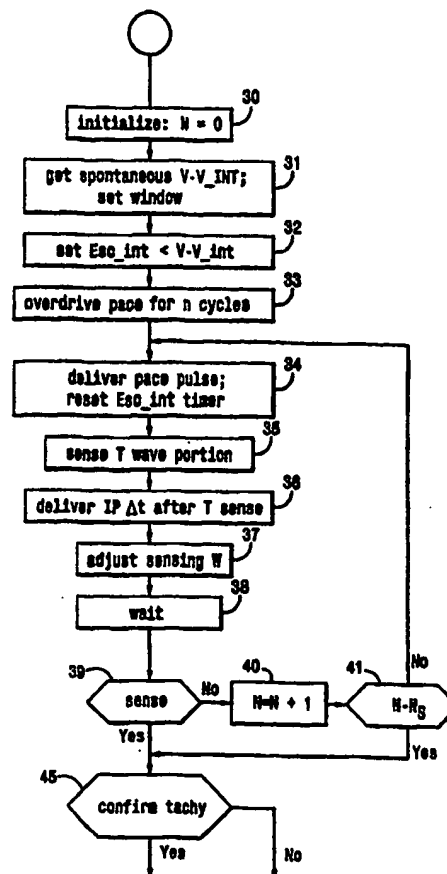 30
initialize: N = 0
31
get spontaneous V-V_INT;
set window
32
set Esc_int < V-V_int
33
overdrive pace for n cycles
34
deliver pace pulse;
reset Esc_int timer
35
sense T wave portion
36
deliver IP Δt after T sense
37
adjust sensing W
38
wait
39
sense
No
40
N=N + 1
41
N-N_S
No
Yes
Yes
45
confirm tachy
Yes
No